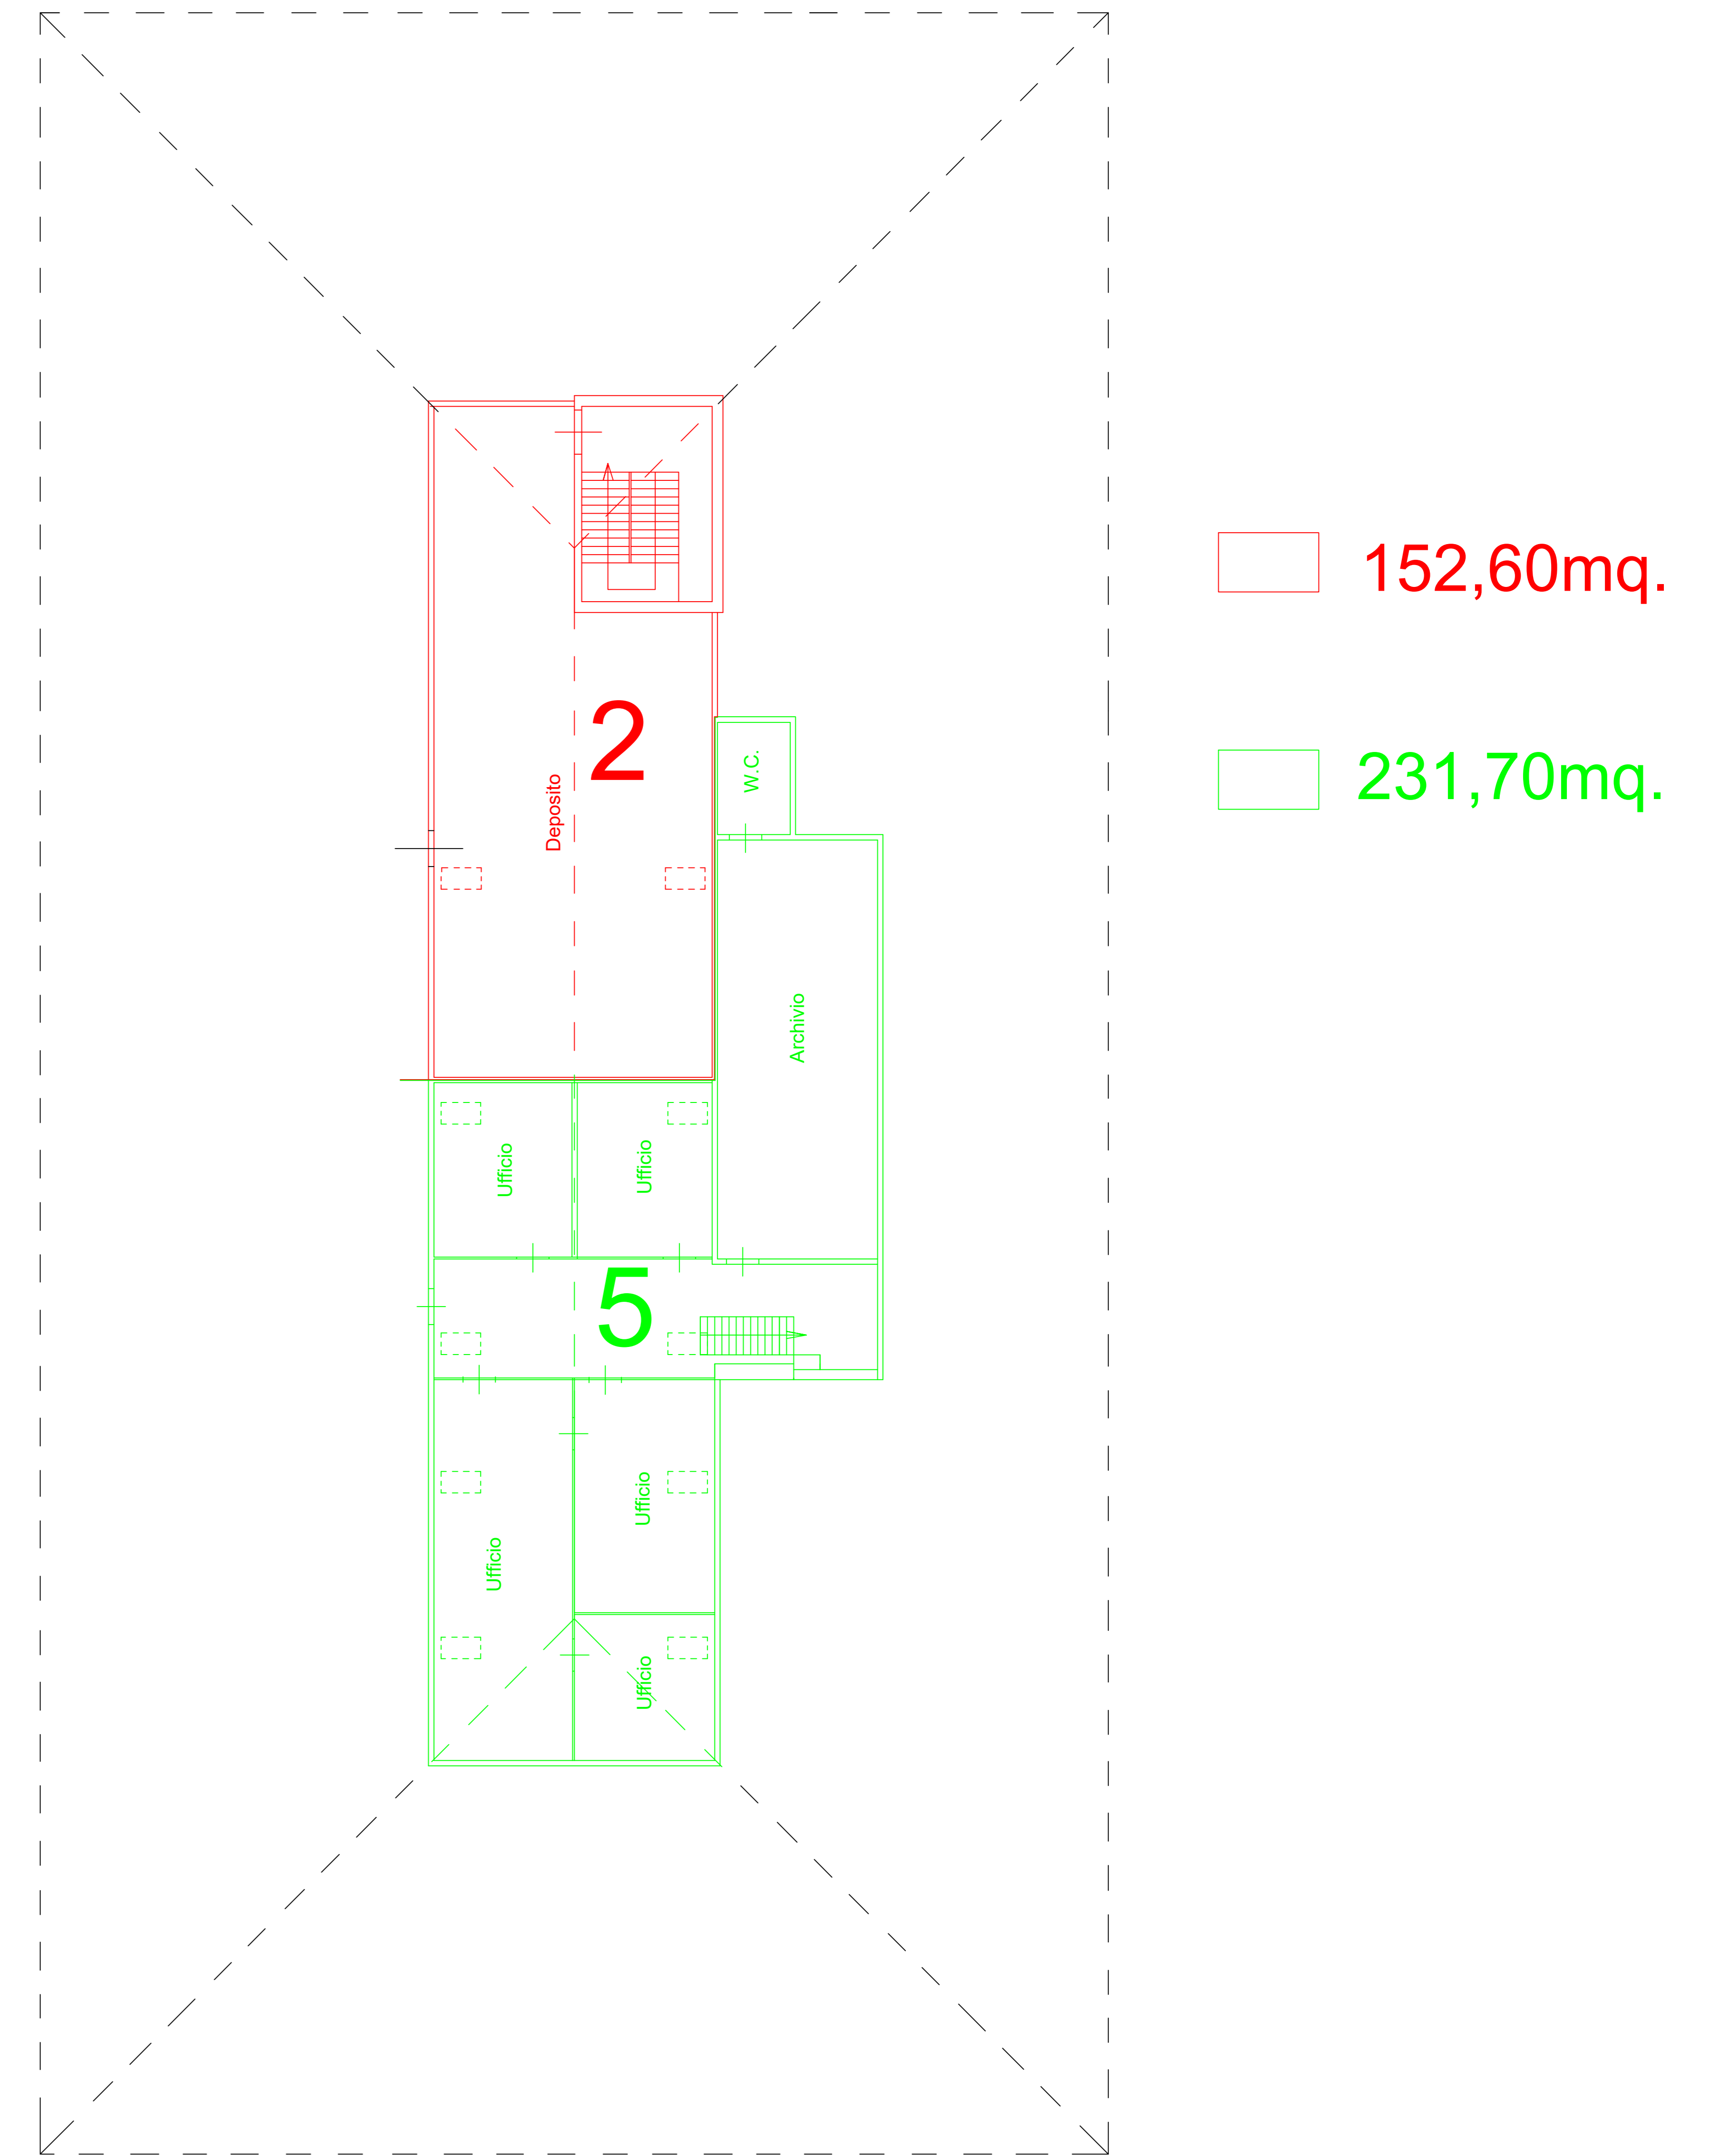 152,60mq.
2
231,70mq.
W.C.
Deposito
Archivio
Ufficio
Ufficio
5
Ufficio
Ufficio
Ufficio